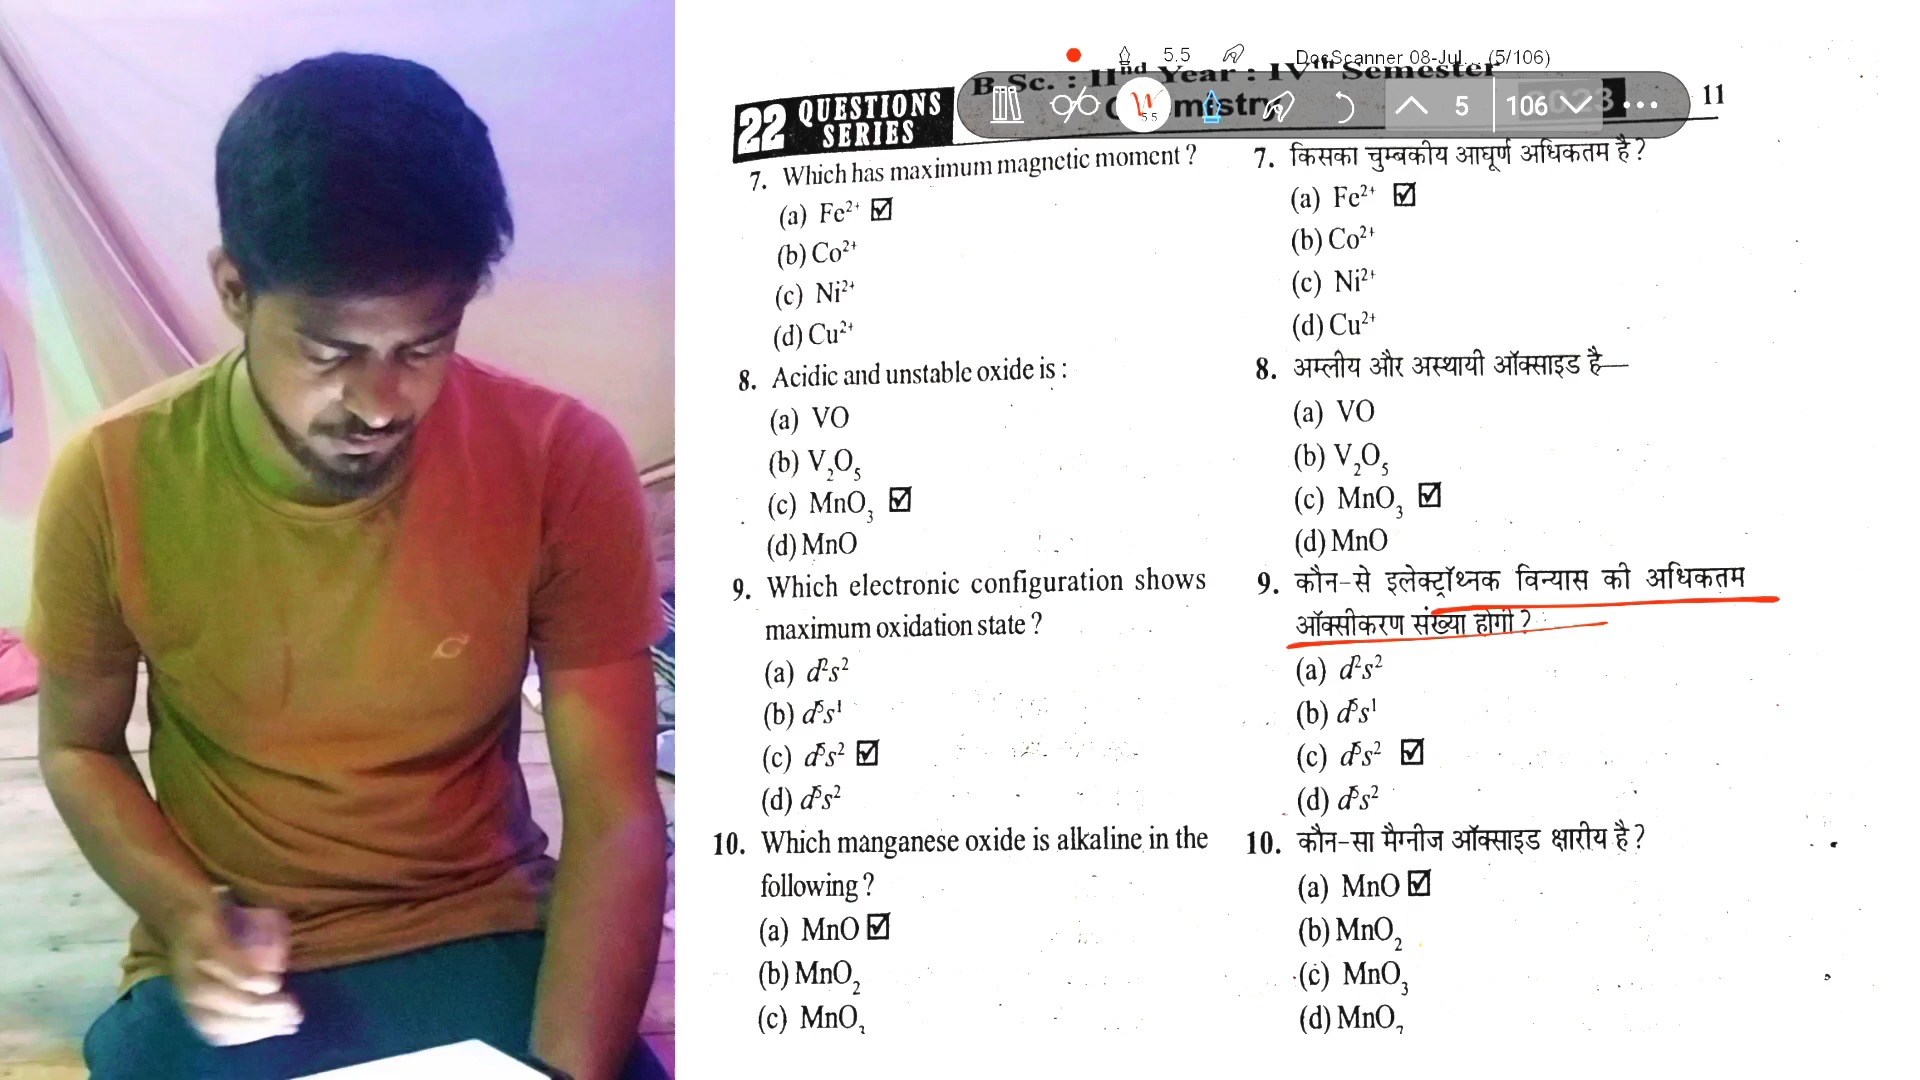 5.5 DocScanner 08-Jul... (5/106)
B.Sc. : IInd Year : IVth Semester
22 QUESTIONS SERIES
5.5 5 106 11
7. Which has maximum magnetic moment ?
(a) Fe²⁺ ☑
(b) Co²⁺
(c) Ni²⁺
(d) Cu²⁺
8. Acidic and unstable oxide is :
(a) VO
(b) V₂O₅
(c) MnO₃ ☑
(d) MnO
9. Which electronic configuration shows
maximum oxidation state ?
(a) d²s²
(b) d⁵s¹
(c) d⁵s² ☑
(d) d⁵s²
10. Which manganese oxide is alkaline in the
following ?
(a) MnO ☑
(b) MnO₂
(c) MnO₃
7. किसका चुम्बकीय आघूर्ण अधिकतम है ?
(a) Fe²⁺ ☑
(b) Co²⁺
(c) Ni²⁺
(d) Cu²⁺
8. अम्लीय और अस्थायी ऑक्साइड है—
(a) VO
(b) V₂O₅
(c) MnO₃ ☑
(d) MnO
9. कौन-से विन्यास की अधिकतम
ऑक्सीकरण संख्या होगी ?
(a) d²s²
(b) d⁵s¹
(c) d⁵s² ☑
(d) d⁵s²
10. कौन-सा मैग्नीज ऑक्साइड क्षारीय है ?
(a) MnO ☑
(b) MnO₂
(c) MnO₃
(d) MnO